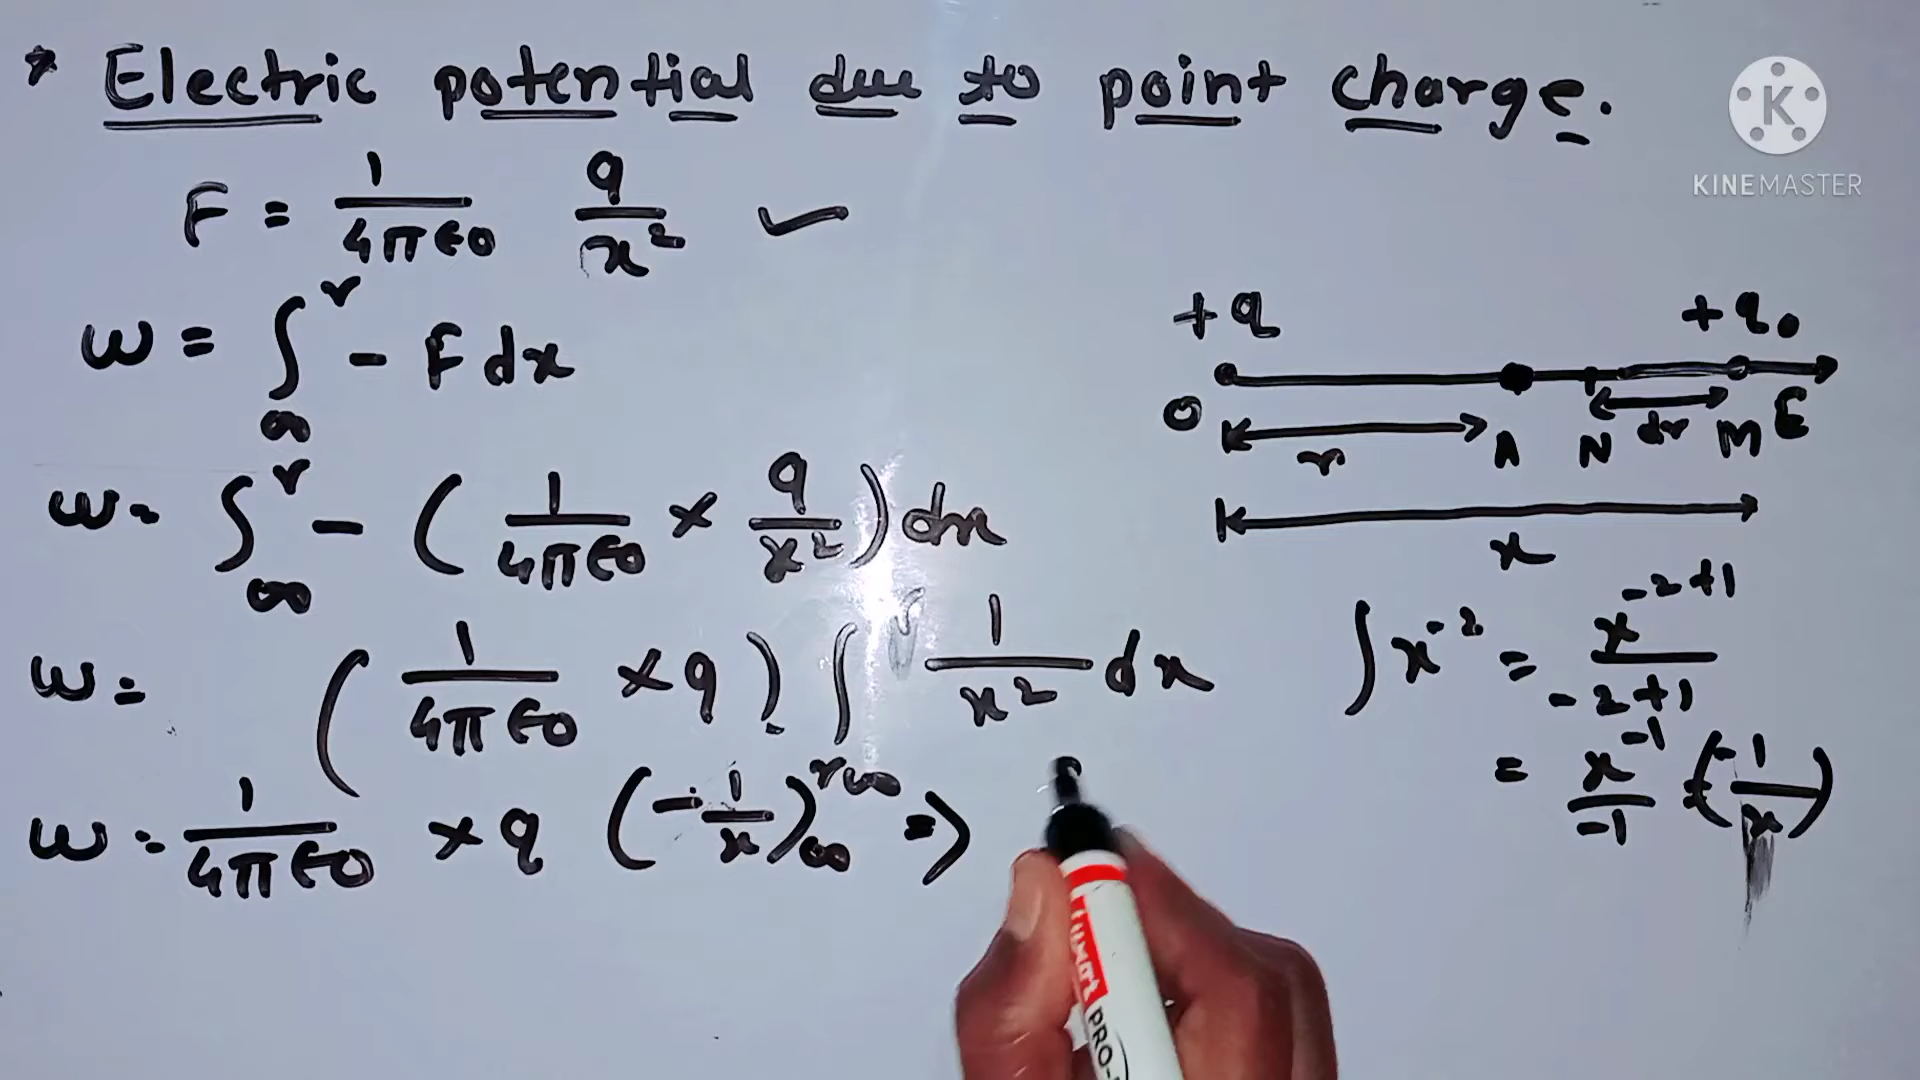 * Electric potential due to point charge.
K
KINEMASTER
F = 1/4πϵ0 q/x²
W = ∫∞^r - F dx
W = ∫∞^r - (1/4πϵ0 × q/x²) dx
W = (1/4πϵ0 × q) ∫ 1/x² dx
W = 1/4πϵ0 × q (-1/x)∞^r∞ =>
+q +q₀
O A N dr M E
r
x
∫x⁻² = x⁻²⁺¹/-2+1
= x⁻¹/-1 = (-1/x)
PRO-